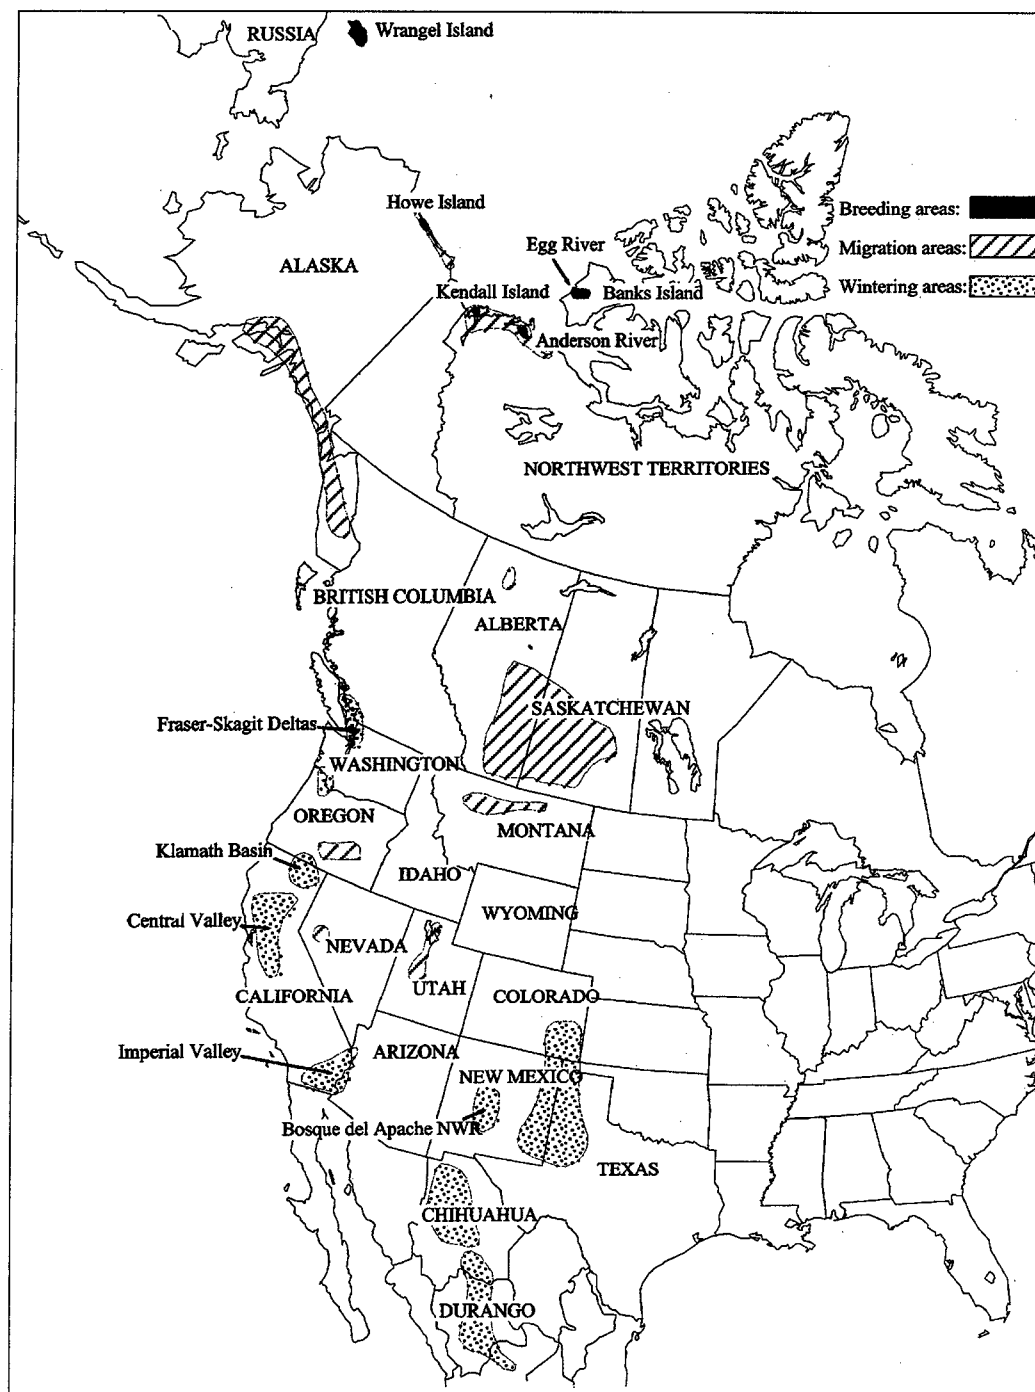 RUSSIA
Wrangel Island
Howe Island
Breeding areas:
Egg River
Migration areas:
ALASKA
Kendall Island
Banks Island
Wintering areas:
Anderson River
NORTHWEST TERRITORIES
BRITISH COLUMBIA
ALBERTA
SASKATCHEWAN
Fraser-Skagit Deltas
WASHINGTON
OREGON
MONTANA
Klamath Basin
IDAHO
WYOMING
Central Valley
NEVADA
UTAH
CALIFORNIA
COLORADO
Imperial Valley
ARIZONA
NEW MEXICO
Bosque del Apache NWR
TEXAS
CHIHUAHUA
DURANGO